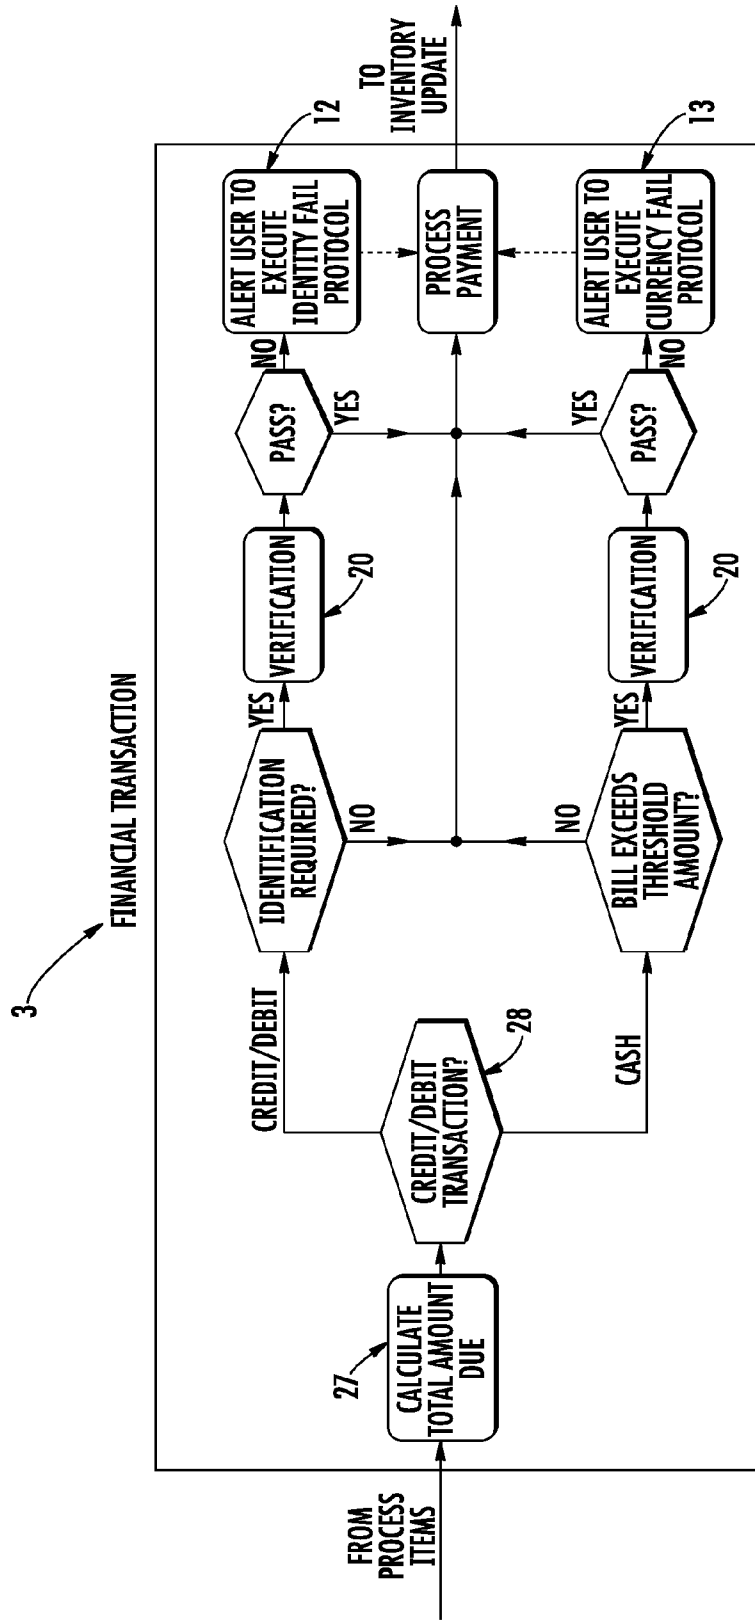 3
FINANCIAL TRANSACTION
FROM
PROCESS
ITEMS
27
CALCULATE
TOTAL AMOUNT
DUE
CREDIT/DEBIT
TRANSACTION?
28
CREDIT/DEBIT
IDENTIFICATION
REQUIRED?
YES
NO
VERIFICATION
20
PASS?
NO
YES
ALERT USER TO
EXECUTE
IDENTITY FAIL
PROTOCOL
12
PROCESS
PAYMENT
TO
INVENTORY
UPDATE
CASH
BILL EXCEEDS
THRESHOLD
AMOUNT?
NO
YES
VERIFICATION
20
PASS?
YES
NO
ALERT USER TO
EXECUTE
CURRENCY FAIL
PROTOCOL
13